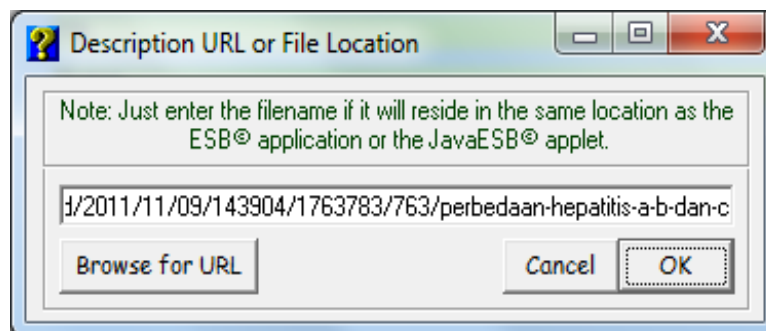 Description URL or File Location
Note: Just enter the filename if it will reside in the same location as the
ESB© application or the JavaESB© applet.
/2011/11/09/143904/1763783/763/perbedaan-hepatitis-a-b-dan-c
Browse for URL
Cancel
OK